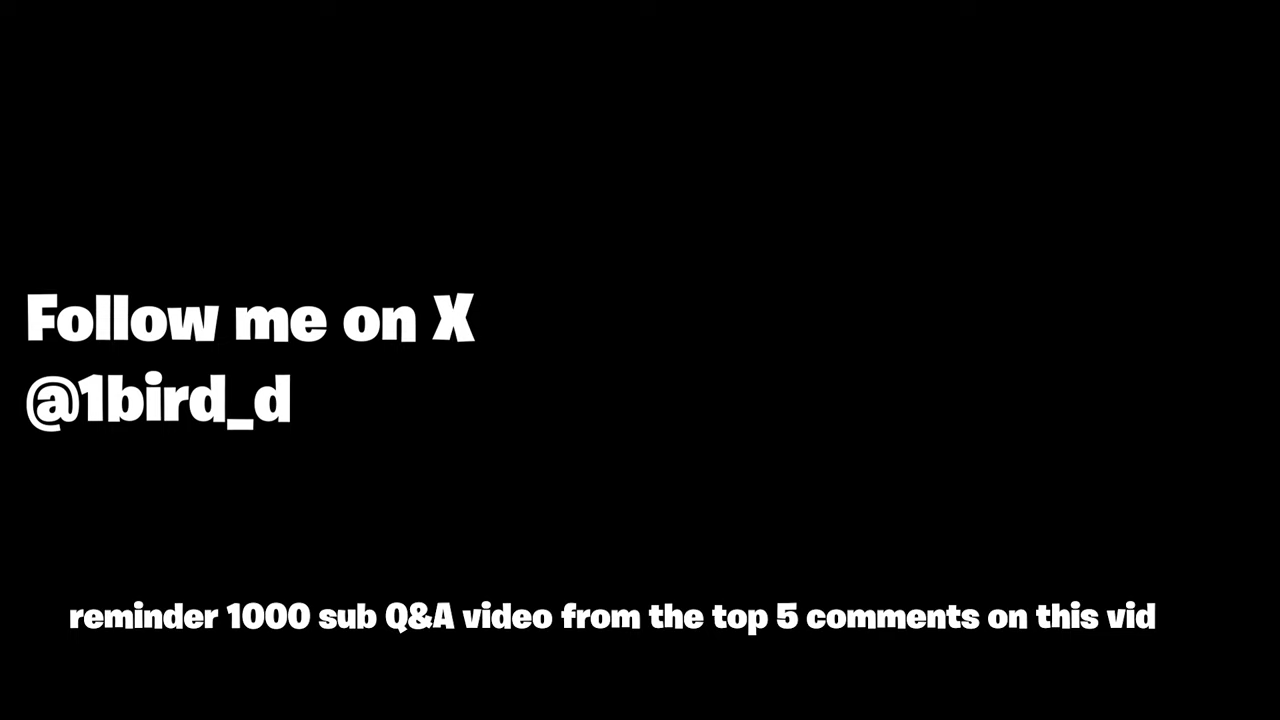 Follow me on X
@1bird_d
reminder 1000 sub Q&A video from the top 5 comments on this vid